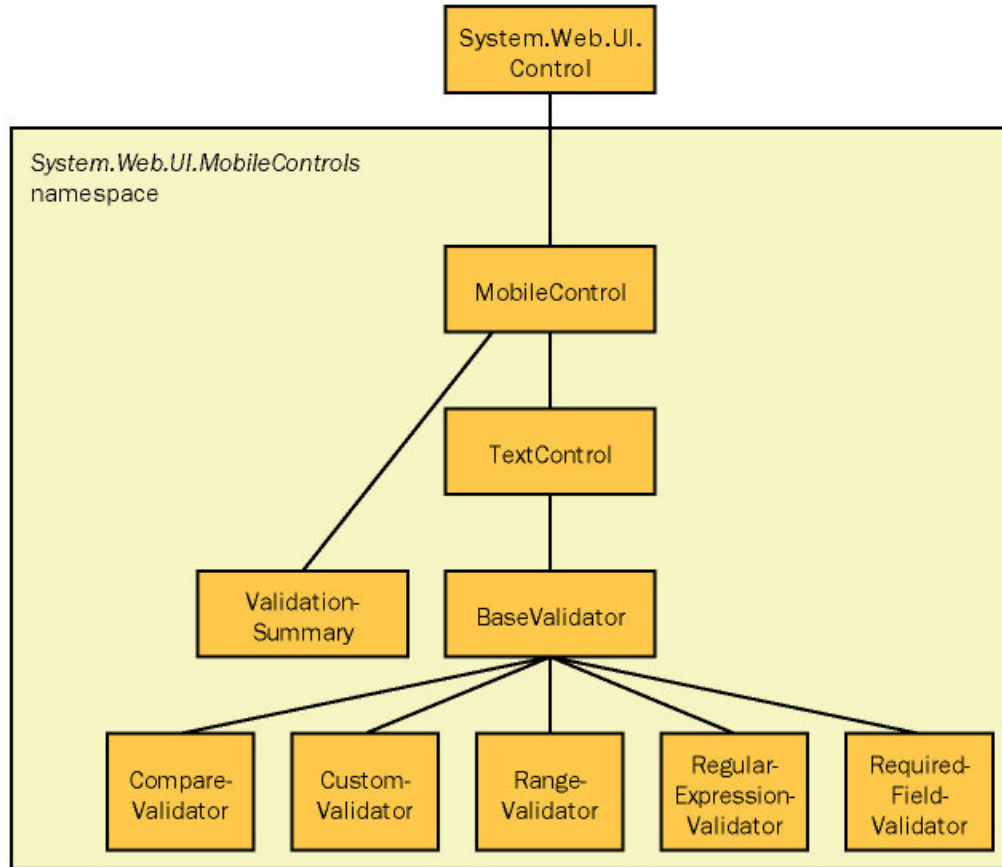 System.Web.UI.
Control
System.Web.UI.MobileControls
namespace
MobileControl
TextControl
Validation-
Summary
BaseValidator
Compare-
Validator
Custom-
Validator
Range-
Validator
Regular-
Expression-
Validator
Required-
Field-
Validator